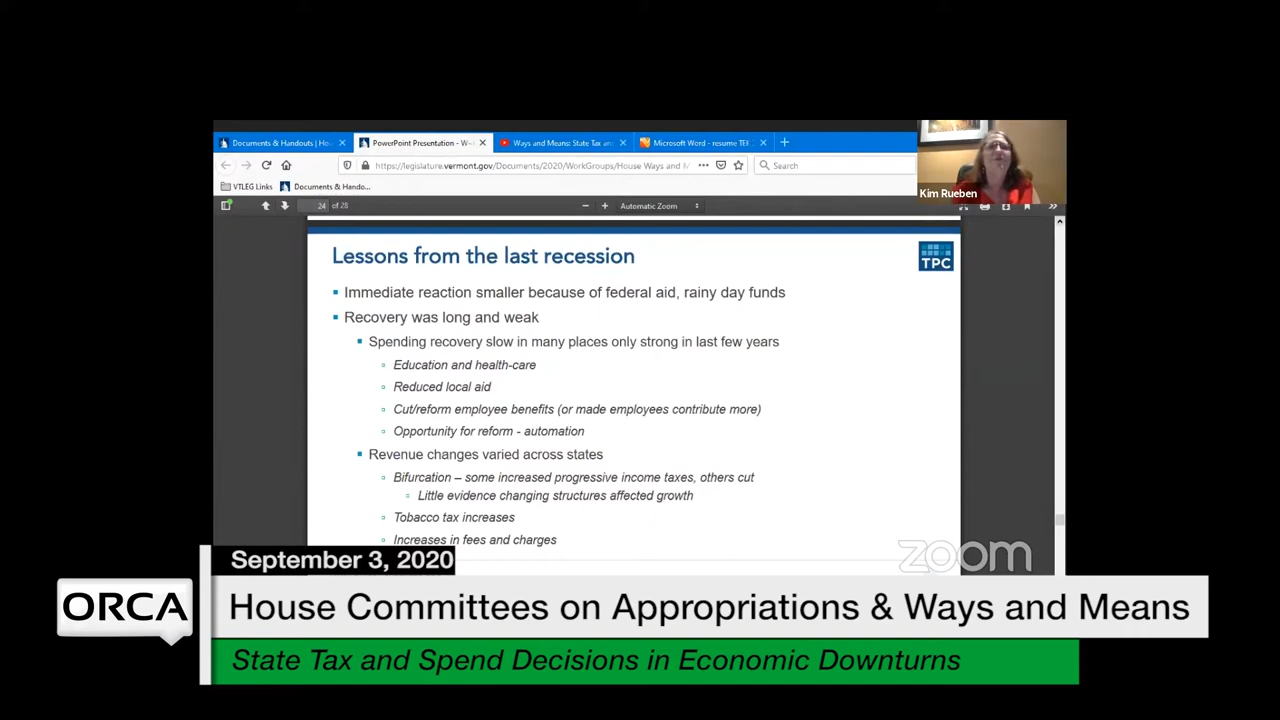 Documents & Handouts | Ho
PowerPoint Presentation - W
Ways and Means: State Tax an
Microsoft Word - resume TEF
https://legislature.vermont.gov/Documents/2020/WorkGroups/House Ways and M
Search
Kim Rueben
VTLEG Links
Documents & Hando...
24 of 28
Automatic Zoom
Lessons from the last recession
TPC
Immediate reaction smaller because of federal aid, rainy day funds
Recovery was long and weak
Spending recovery slow in many places only strong in last few years
Education and health-care
Reduced local aid
Cut/reform employee benefits (or made employees contribute more)
Opportunity for reform - automation
Revenue changes varied across states
Bifurcation – some increased progressive income taxes, others cut
Little evidence changing structures affected growth
Tobacco tax increases
Increases in fees and charges
zoom
September 3, 2020
ORCA
House Committees on Appropriations & Ways and Means
State Tax and Spend Decisions in Economic Downturns